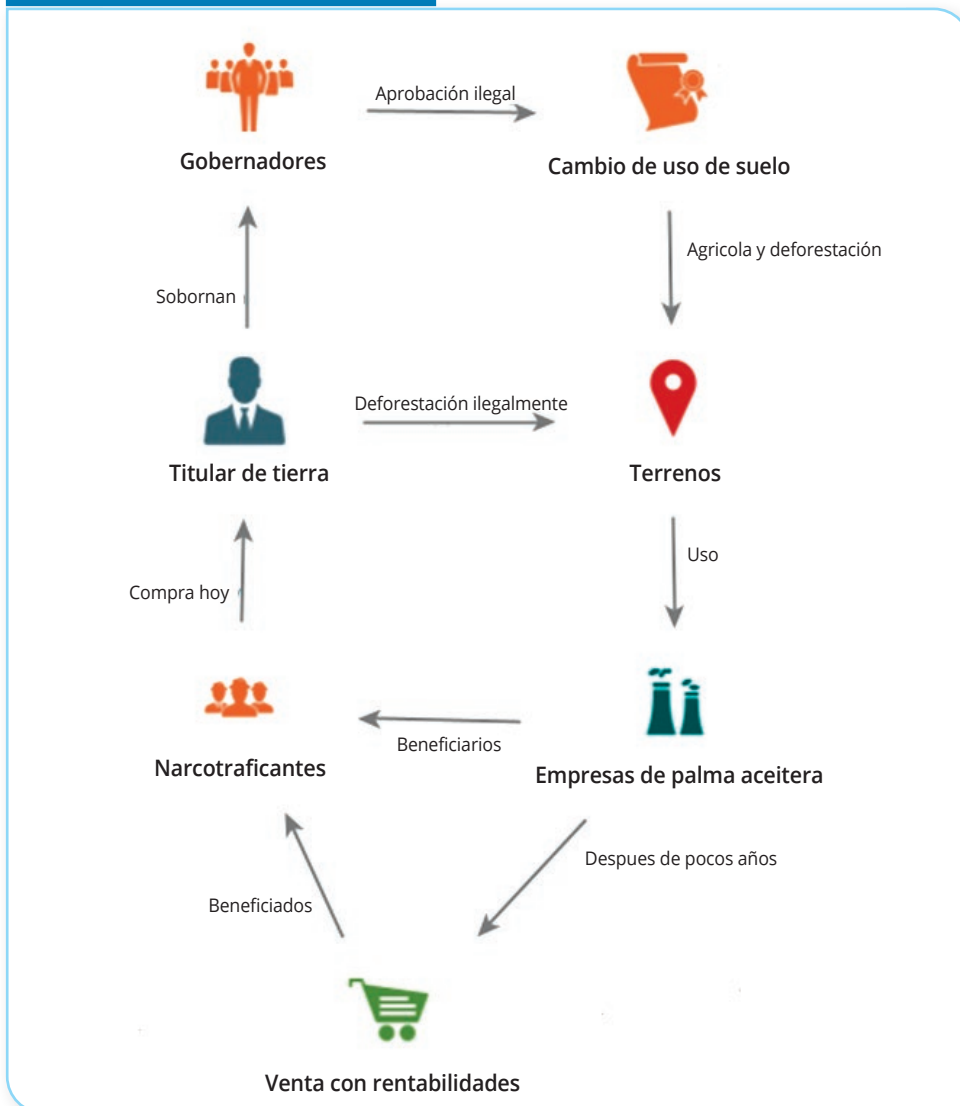 Aprobación ilegal
Gobernadores
Cambio de uso de suelo
Agricola y deforestación
Sobornan
Deforestación ilegalmente
Titular de tierra
Terrenos
Uso
Compra hoy
Beneficiarios
Narcotraficantes
Empresas de palma aceitera
Despues de pocos años
Beneficiados
Venta con rentabilidades